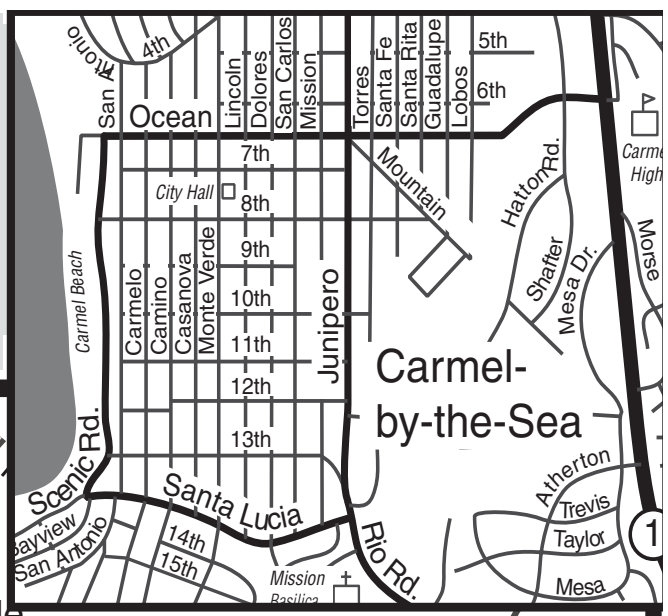 San Antonio
4th
Lincoln
Dolores
San Carlos
Mission
Torres
Santa Fe
Santa Rita
Guadalupe
Lobos
5th
6th
Ocean
7th
City Hall
8th
Mountain
Hatton Rd.
Shafter
Mesa Dr.
Morse
Carme
High
Carmel Beach
Carmelo
Camino
Casanova
Monte Verde
9th
10th
11th
12th
13th
Junipero
Carmel-
by-the-Sea
Scenic Rd.
Santa Lucia
Bayview
San Antonio
14th
15th
Mission
Basilica
Rio Rd.
Atherton
Trevis
Taylor
Mesa
1